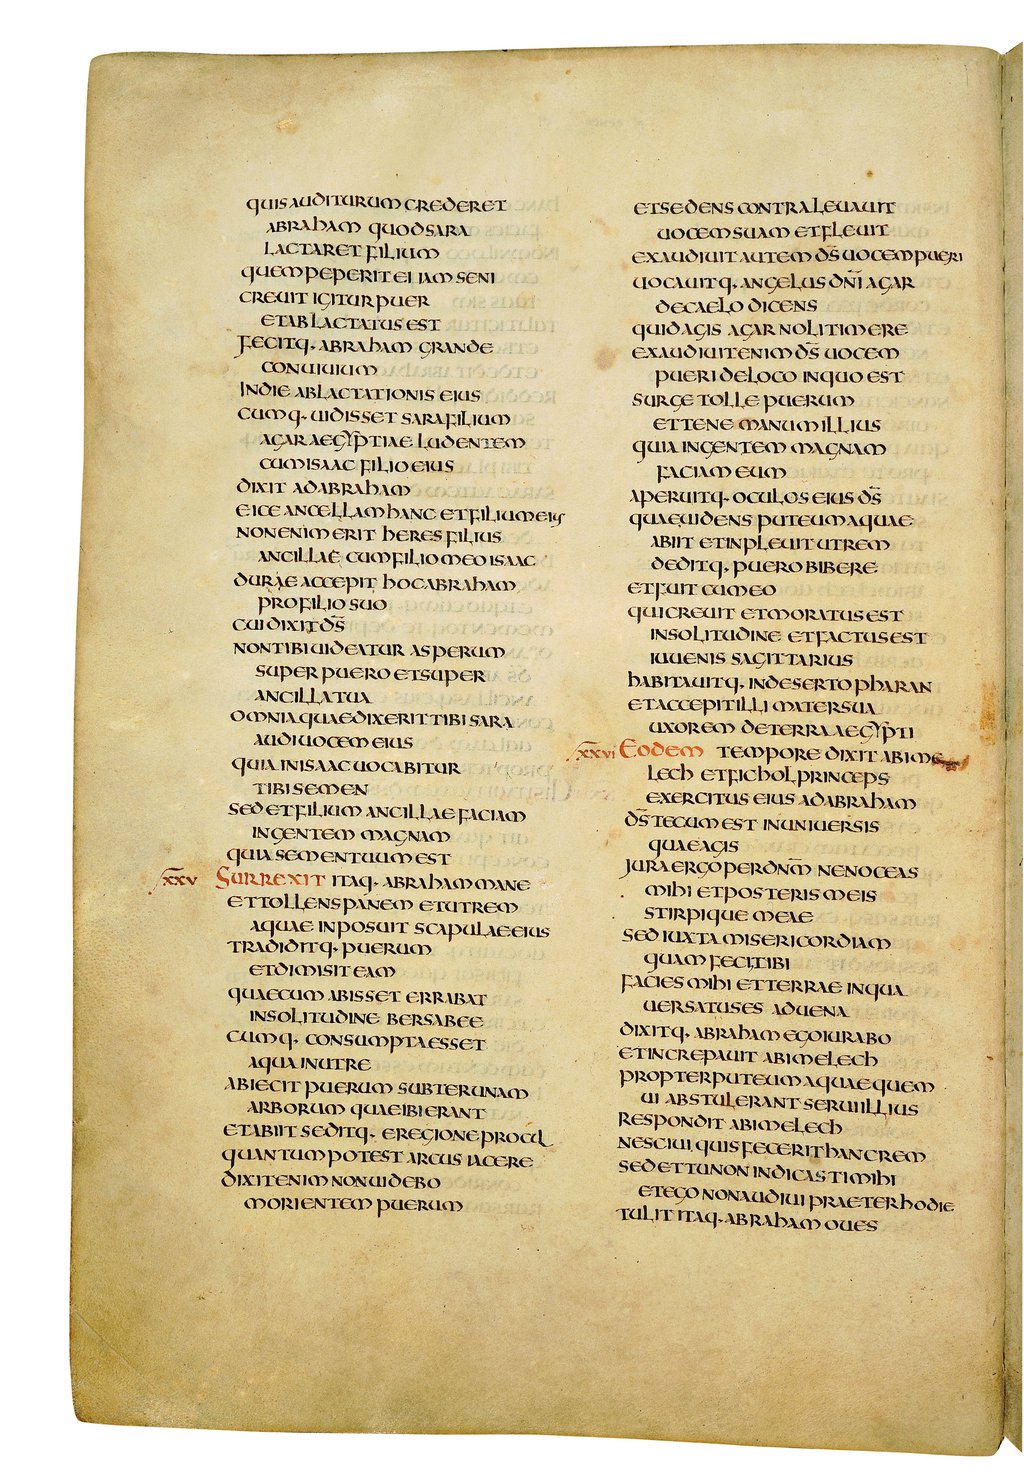 QUIS AUDITURUM CREDERET
ABRAHAM QUOD SARA
LACTARET FILIUM
QUEM PEPERIT EI IAM SENI
CREUIT IGITUR PUER
ET ABLACTATUS EST
FECITQ· ABRAHAM GRANDE
CONUIUIUM
IN DIE ABLACTATIONIS EIUS
CUMQ· UIDISSET SARA FILIUM
AGAR AEGYPTIAE LUDENTEM
CUM ISAAC FILIO EIUS
DIXIT AD ABRAHAM
EICE ANCELLAM HANC ET FILIUM EIUS
NON ENIM ERIT HERES FILIUS
ANCILLAE CUM FILIO MEO ISAAC
DURAE ACCEPIT HOC ABRAHAM
PRO FILIO SUO
CUI DIXIT D̅S̅
NON TIBI UIDEATUR ASPERUM
SUPER PUERO ET SUPER
ANCILLA TUA
OMNIA QUAE DIXERIT TIBI SARA
AUDI UOCEM EIUS
QUIA IN ISAAC UOCABITUR
TIBI SEMEN
SED ET FILIUM ANCILLAE FACIAM
IN GENTEM MAGNAM
QUIA SEMEN TUUM EST
XXV SURREXIT ITAQ· ABRAHAM MANE
ET TOLLENS PANEM ET UTREM
AQUAE INPOSUIT SCAPULAE EIUS
TRADIDITQ· PUERUM
ET DIMISIT EAM
QUAE CUM ABISSET ERRABAT
IN SOLITUDINE BERSABEE
CUMQ· CONSUMPTA ESSET
AQUA IN UTRE
ABIECIT PUERUM SUBTER UNAM
ARBORUM QUAE IBI ERANT
ET ABIIT SEDITQ· E REGIONE PROCUL
QUANTUM POTEST ARCUS IACERE
DIXIT ENIM NON UIDEBO
MORIENTEM PUERUM
ET SEDENS CONTRA LEUAUIT
UOCEM SUAM ET FLEUIT
EXAUDIUIT AUTEM D̅S̅ UOCEM PUERI
UOCAUITQ· ANGELUS D̅N̅I̅ AGAR
DE CAELO DICENS
QUID AGIS AGAR NOLI TIMERE
EXAUDIUIT ENIM D̅S̅ UOCEM
PUERI DE LOCO IN QUO EST
SURGE TOLLE PUERUM
ET TENE MANUM ILLIUS
QUIA IN GENTEM MAGNAM
FACIAM EUM
APERUITQ· OCULOS EIUS D̅S̅
QUAE UIDENS PUTEUM AQUAE
ABIIT ET INPLEUIT UTREM
DEDITQ· PUERO BIBERE
ET FUIT CUM EO
QUI CREUIT ET MORATUS EST
IN SOLITUDINE ET FACTUS EST
IUUENIS SAGITTARIUS
HABITAUITQ· IN DESERTO PHARAN
ET ACCEPIT ILLI MATER SUA
UXOREM DE TERRA AEGYPTI
XXVI EODEM TEMPORE DIXIT ABIME
LECH ET FICHOL PRINCEPS
EXERCITUS EIUS AD ABRAHAM
D̅S̅ TECUM EST IN UNIUERSIS
QUAE AGIS
IURA ERGO PER D̅N̅M̅ NE NOCEAS
MIHI ET POSTERIS MEIS
STIRPIQUE MEAE
SED IUXTA MISERICORDIAM
QUAM FECI TIBI
FACIES MIHI ET TERRAE IN QUA
UERSATUS ES ADUENA
DIXITQ· ABRAHAM EGO IURABO
ET INCREPAUIT ABIMELECH
PROPTER PUTEUM AQUAE QUEM
UI ABSTULERANT SERUI ILLIUS
RESPONDIT ABIMELECH
NESCIUI QUIS FECERIT HANC REM
SED ET TU NON INDICASTI MIHI
ET EGO NON AUDIUI PRAETER HODIE
TULIT ITAQ· ABRAHAM OUES